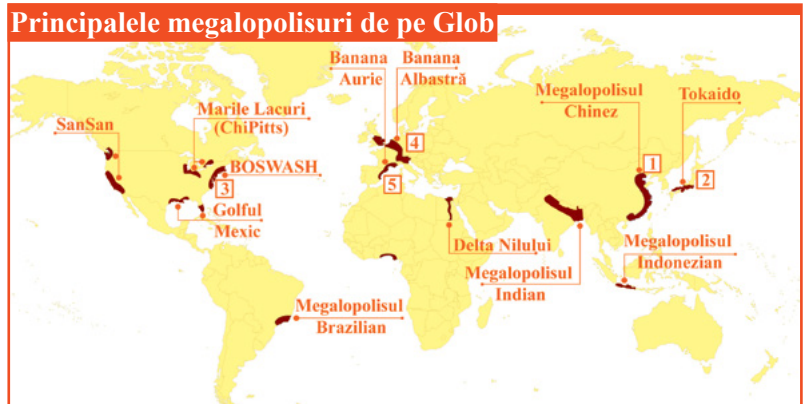 Principalele megalopolisuri de pe Glob
Banana
Aurie
Banana
Albastră
Megalopolisul
Chinez
Tokaido
Marile Lacuri
(ChiPitts)
SanSan
BOSWASH
4
1
2
3
5
Golful
Mexic
Delta Nilului
Megalopolisul
Indian
Megalopolisul
Indonezian
Megalopolisul
Brazilian